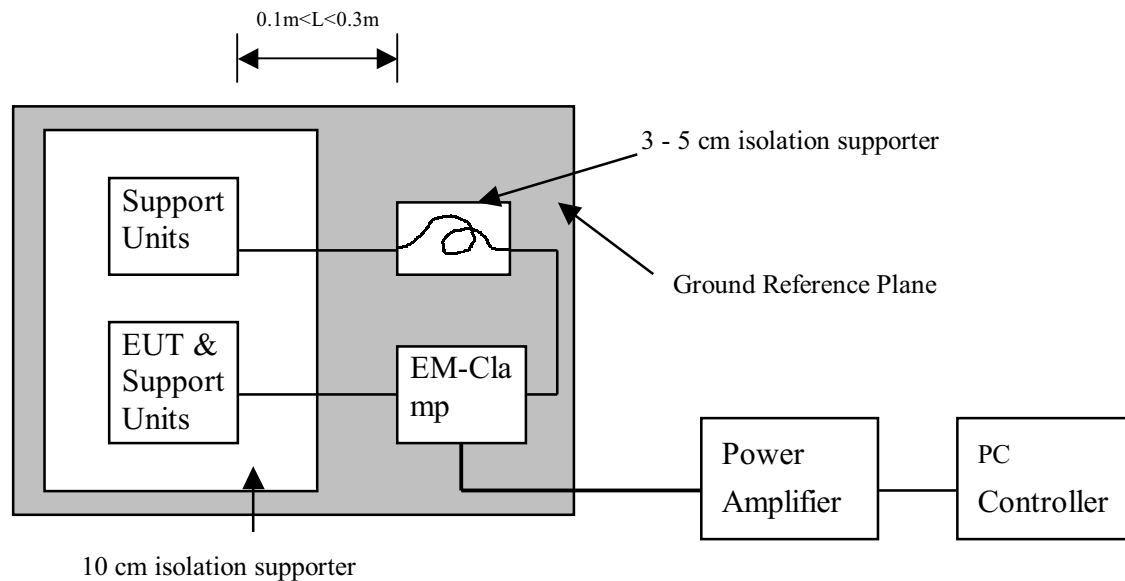 0.1m<L<0.3m
3 - 5 cm isolation supporter
Support
Units
Ground Reference Plane
EUT &
Support
Units
EM-Cla
mp
Power
Amplifier
PC
Controller
10 cm isolation supporter